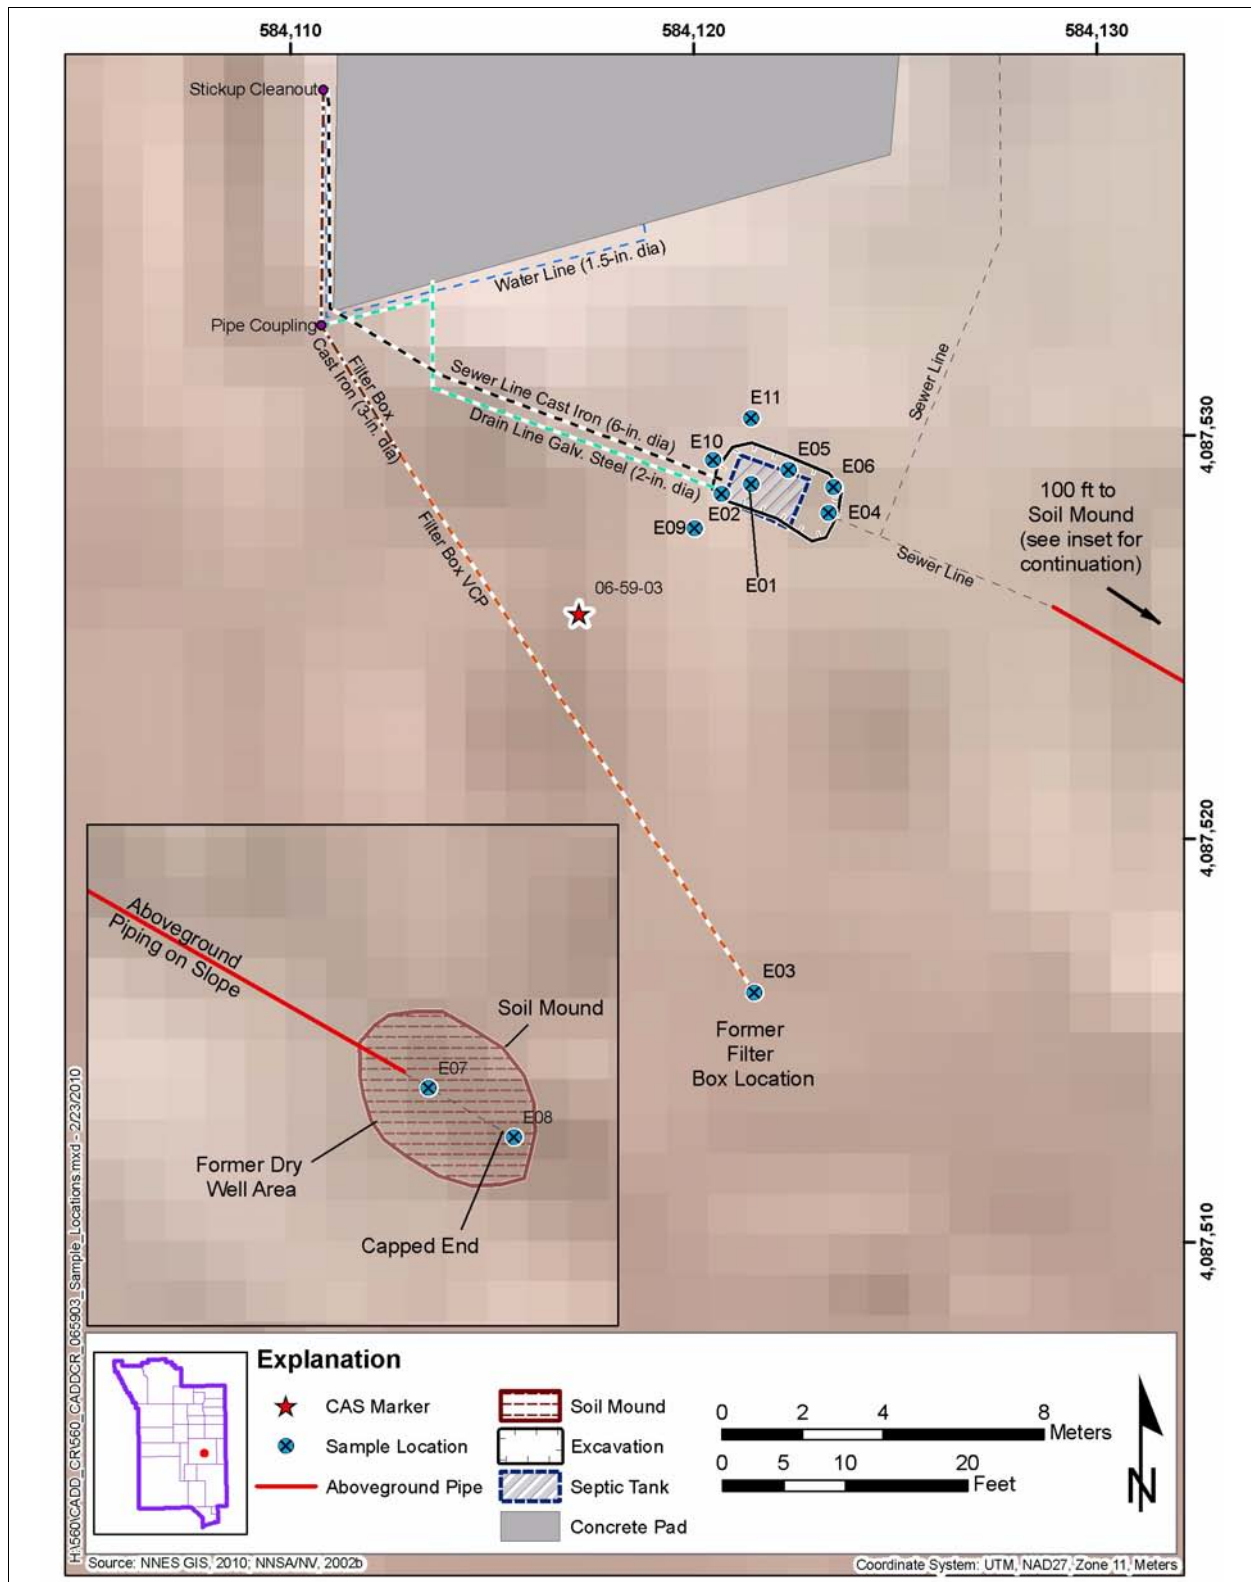 584,110
584,120
584,130
Stickup Cleanout
Water Line (1.5-in. dia)
Pipe Coupling
Filter Box
Cast Iron (3-in. dia)
Sewer Line Cast Iron (6-in. dia)
Drain Line Galv. Steel (2-in. dia)
Sewer Line
E11
E10
E05
E06
E02
E04
E09
E01
4,087,530
100 ft to
Soil Mound
(see inset for
continuation)
Sewer Line
Filter Box VCP
06-59-03
4,087,520
E03
Former
Filter
Box Location
Aboveground
Piping on Slope
Soil Mound
E07
E08
Former Dry
Well Area
Capped End
4,087,510
H:\560\CADD_CR\560_CADDCR_065903_Sample_Locations.mxd - 2/23/2010
Explanation
CAS Marker
Sample Location
Aboveground Pipe
Soil Mound
Excavation
Septic Tank
Concrete Pad
0 2 4 8
Meters
0 5 10 20
Feet
N
Source: NNES GIS, 2010; NNSA/NV, 2002b
Coordinate System: UTM, NAD27, Zone 11, Meters